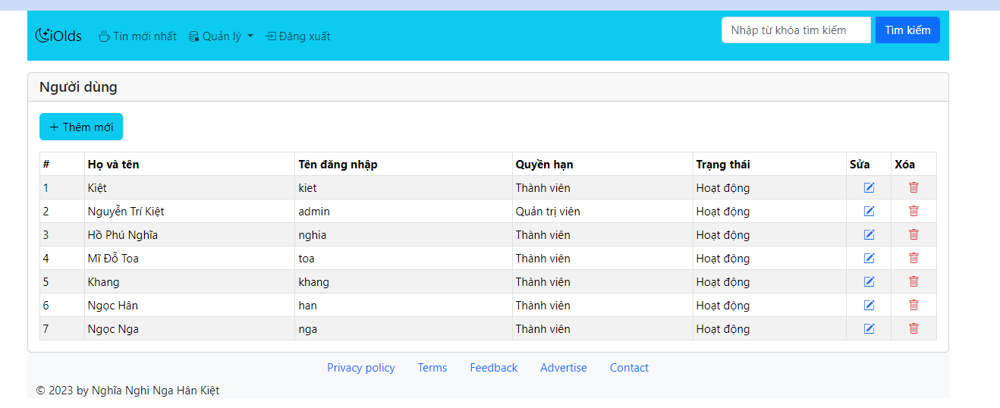 iOlds Tin mới nhất Quản lý Đăng xuất Nhập từ khóa tìm kiếm Tìm kiếm
Người dùng
+ Thêm mới
# Họ và tên Tên đăng nhập Quyền hạn Trạng thái Sửa Xóa
1 Kiệt kiet Thành viên Hoạt động
2 Nguyễn Trí Kiệt admin Quản trị viên Hoạt động
3 Hồ Phú Nghĩa nghia Thành viên Hoạt động
4 Mĩ Đỗ Toa toa Thành viên Hoạt động
5 Khang khang Thành viên Hoạt động
6 Ngọc Hân han Thành viên Hoạt động
7 Ngọc Nga nga Thành viên Hoạt động
Privacy policy Terms Feedback Advertise Contact
© 2023 by Nghĩa Nghi Nga Hân Kiệt